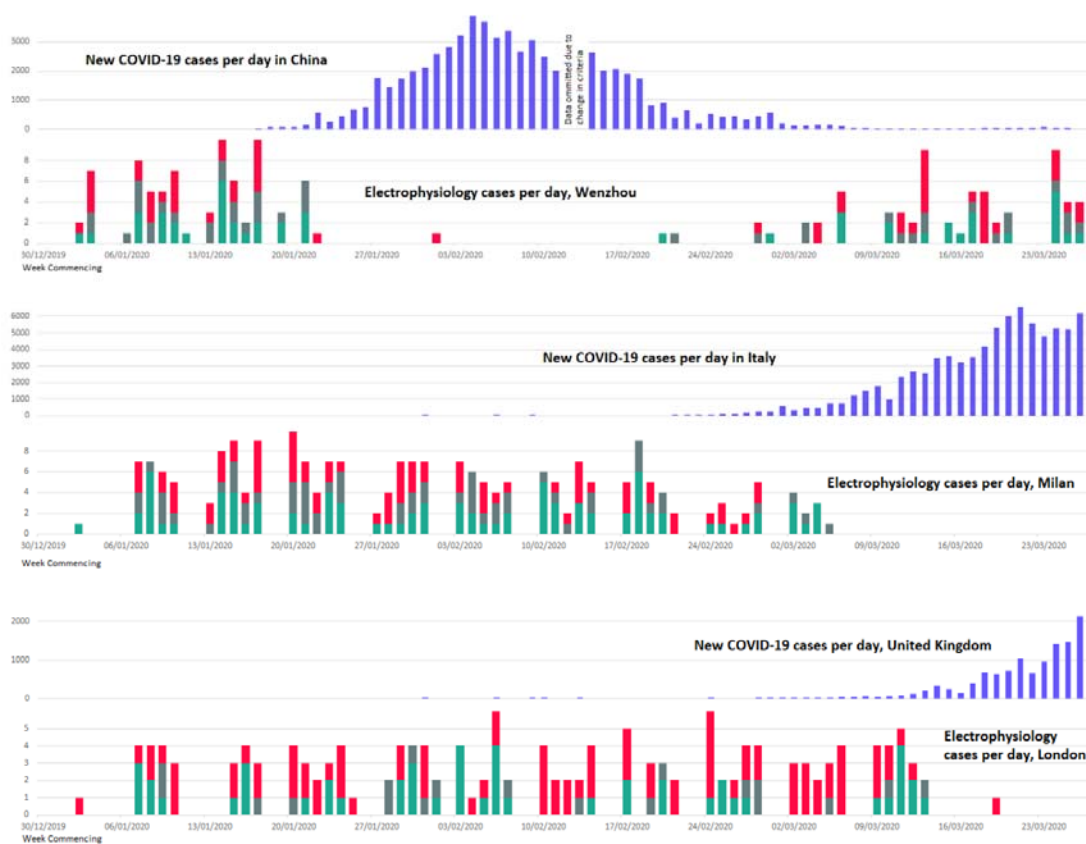 3000
2000
1000
0
New COVID-19 cases per day in China
Data ommitted due to
change in criteria
8
6
4
2
0
Electrophysiology cases per day, Wenzhou
30/12/2019 06/01/2020 13/01/2020 20/01/2020 27/01/2020 03/02/2020 10/02/2020 17/02/2020 24/02/2020 02/03/2020 09/03/2020 16/03/2020 23/03/2020
Week Commencing
6000
5000
4000
3000
2000
1000
0
New COVID-19 cases per day in Italy
8
6
4
2
0
Electrophysiology cases per day, Milan
30/12/2019 06/01/2020 13/01/2020 20/01/2020 27/01/2020 03/02/2020 10/02/2020 17/02/2020 24/02/2020 02/03/2020 09/03/2020 16/03/2020 23/03/2020
Week Commencing
2000
1000
0
New COVID-19 cases per day, United Kingdom
5
4
3
2
1
0
Electrophysiology
cases per day, London
30/12/2019 06/01/2020 13/01/2020 20/01/2020 27/01/2020 03/02/2020 10/02/2020 17/02/2020 24/02/2020 02/03/2020 09/03/2020 16/03/2020 23/03/2020
Week Commencing